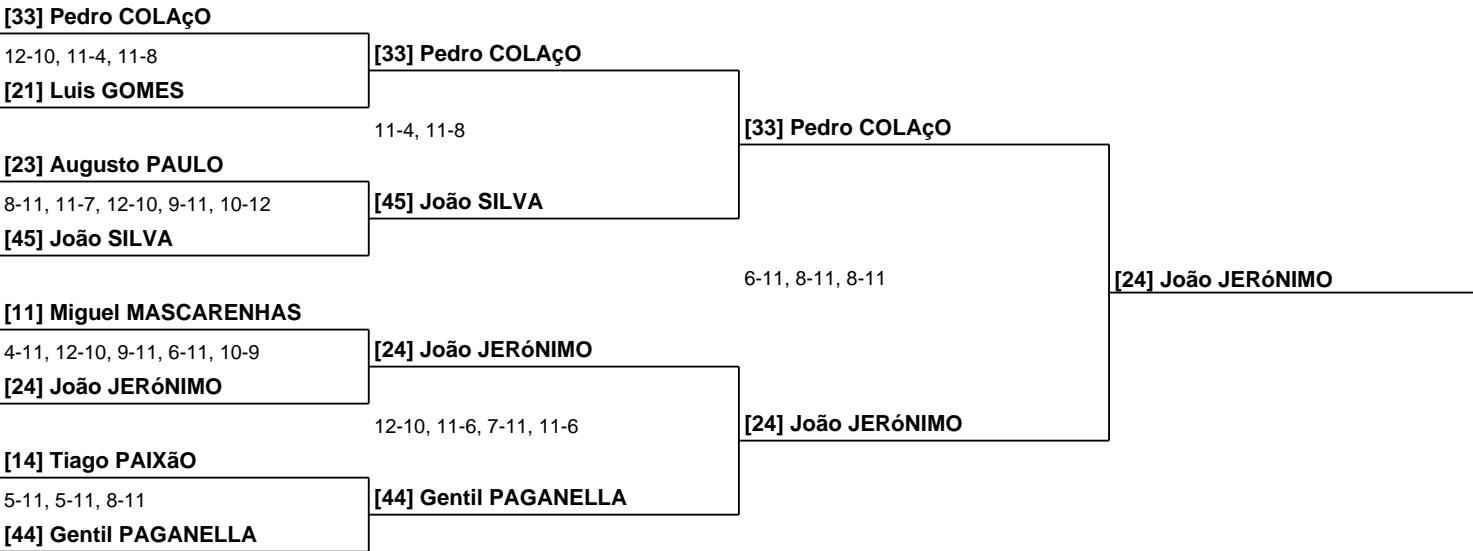 [33] Pedro COLAçO
12-10, 11-4, 11-8
[33] Pedro COLAçO
[21] Luis GOMES
11-4, 11-8
[33] Pedro COLAçO
[23] Augusto PAULO
8-11, 11-7, 12-10, 9-11, 10-12
[45] João SILVA
[45] João SILVA
6-11, 8-11, 8-11
[24] João JERóNIMO
[11] Miguel MASCARENHAS
4-11, 12-10, 9-11, 6-11, 10-9
[24] João JERóNIMO
[24] João JERóNIMO
12-10, 11-6, 7-11, 11-6
[24] João JERóNIMO
[14] Tiago PAIXãO
5-11, 5-11, 8-11
[44] Gentil PAGANELLA
[44] Gentil PAGANELLA